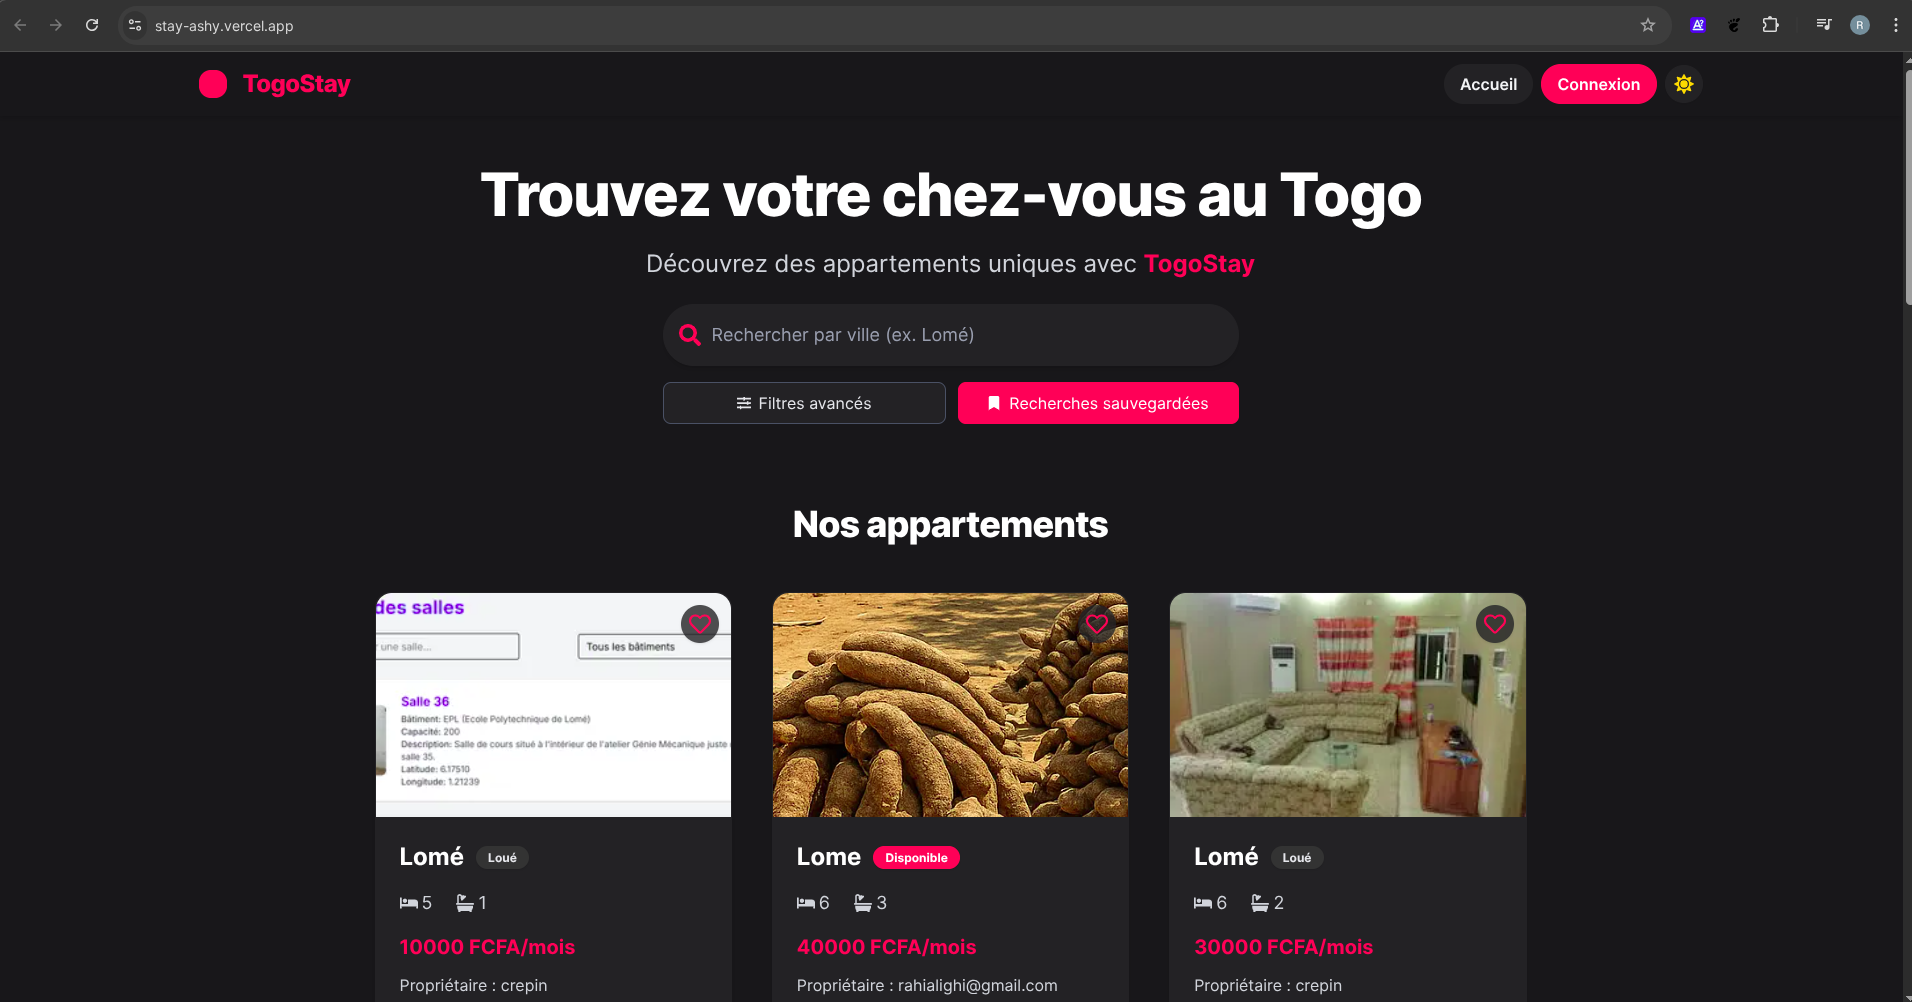 stay-ashy.vercel.app
R
TogoStay
Accueil
Connexion
Trouvez votre chez-vous au Togo
Découvrez des appartements uniques avec TogoStay
Rechercher par ville (ex. Lomé)
Filtres avancés
Recherches sauvegardées
Nos appartements
des salles
une salle...
Tous les bâtiments
Salle 36
Bâtiment: EPL (Ecole Polytechnique de Lomé)
Capacité: 200
Description: Salle de cours situé à l'intérieur de l'atelier Génie Mécanique juste
salle 35.
Latitude: 6.17510
Longitude: 1.21239
Lomé Loué
5 1
10000 FCFA/mois
Propriétaire : crepin
Lome Disponible
6 3
40000 FCFA/mois
Propriétaire : rahialighi@gmail.com
Lomé Loué
6 2
30000 FCFA/mois
Propriétaire : crepin